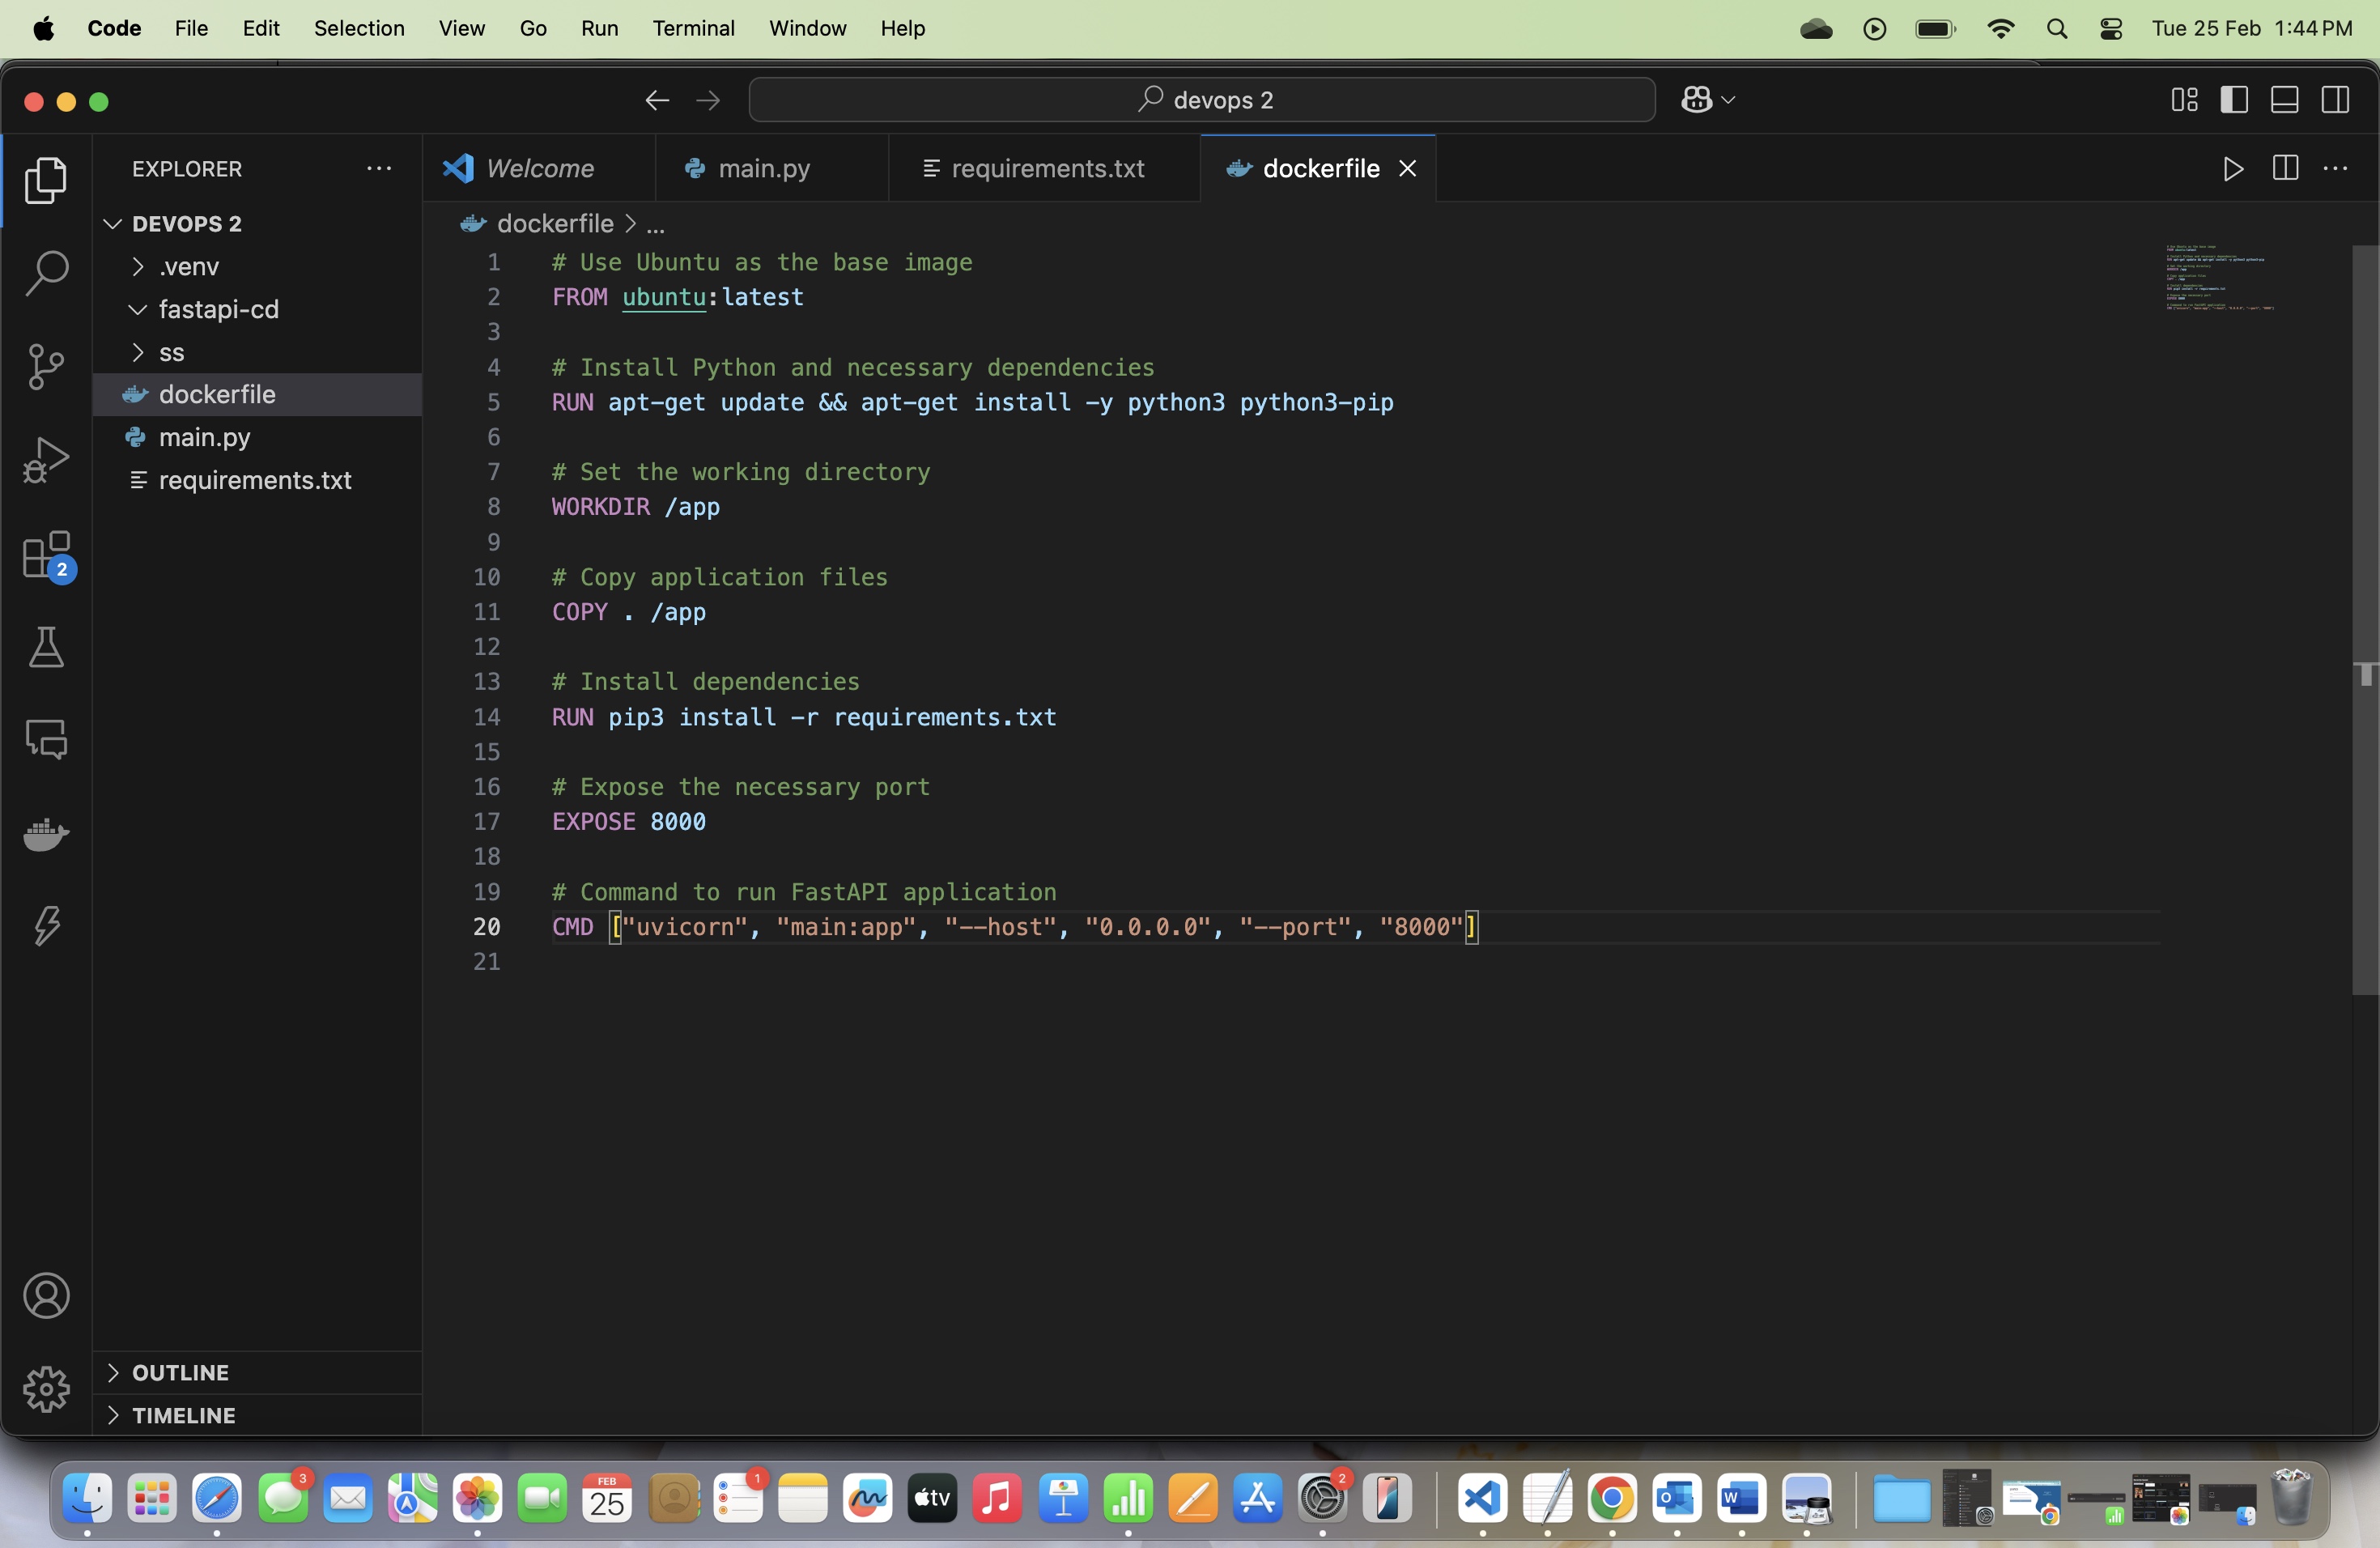 Code File Edit Selection View Go Run Terminal Window Help Tue 25 Feb 1:44 PM
devops 2
EXPLORER
Welcome main.py requirements.txt dockerfile
DEVOPS 2
.venv
fastapi-cd
ss
dockerfile
main.py
requirements.txt
dockerfile > ...
1 # Use Ubuntu as the base image
2 FROM ubuntu:latest
3
4 # Install Python and necessary dependencies
5 RUN apt-get update && apt-get install -y python3 python3-pip
6
7 # Set the working directory
8 WORKDIR /app
9
10 # Copy application files
11 COPY . /app
12
13 # Install dependencies
14 RUN pip3 install -r requirements.txt
15
16 # Expose the necessary port
17 EXPOSE 8000
18
19 # Command to run FastAPI application
20 CMD ["uvicorn", "main:app", "--host", "0.0.0.0", "--port", "8000"]
21
2
OUTLINE
TIMELINE
3 FEB 25 1 tv 2 W